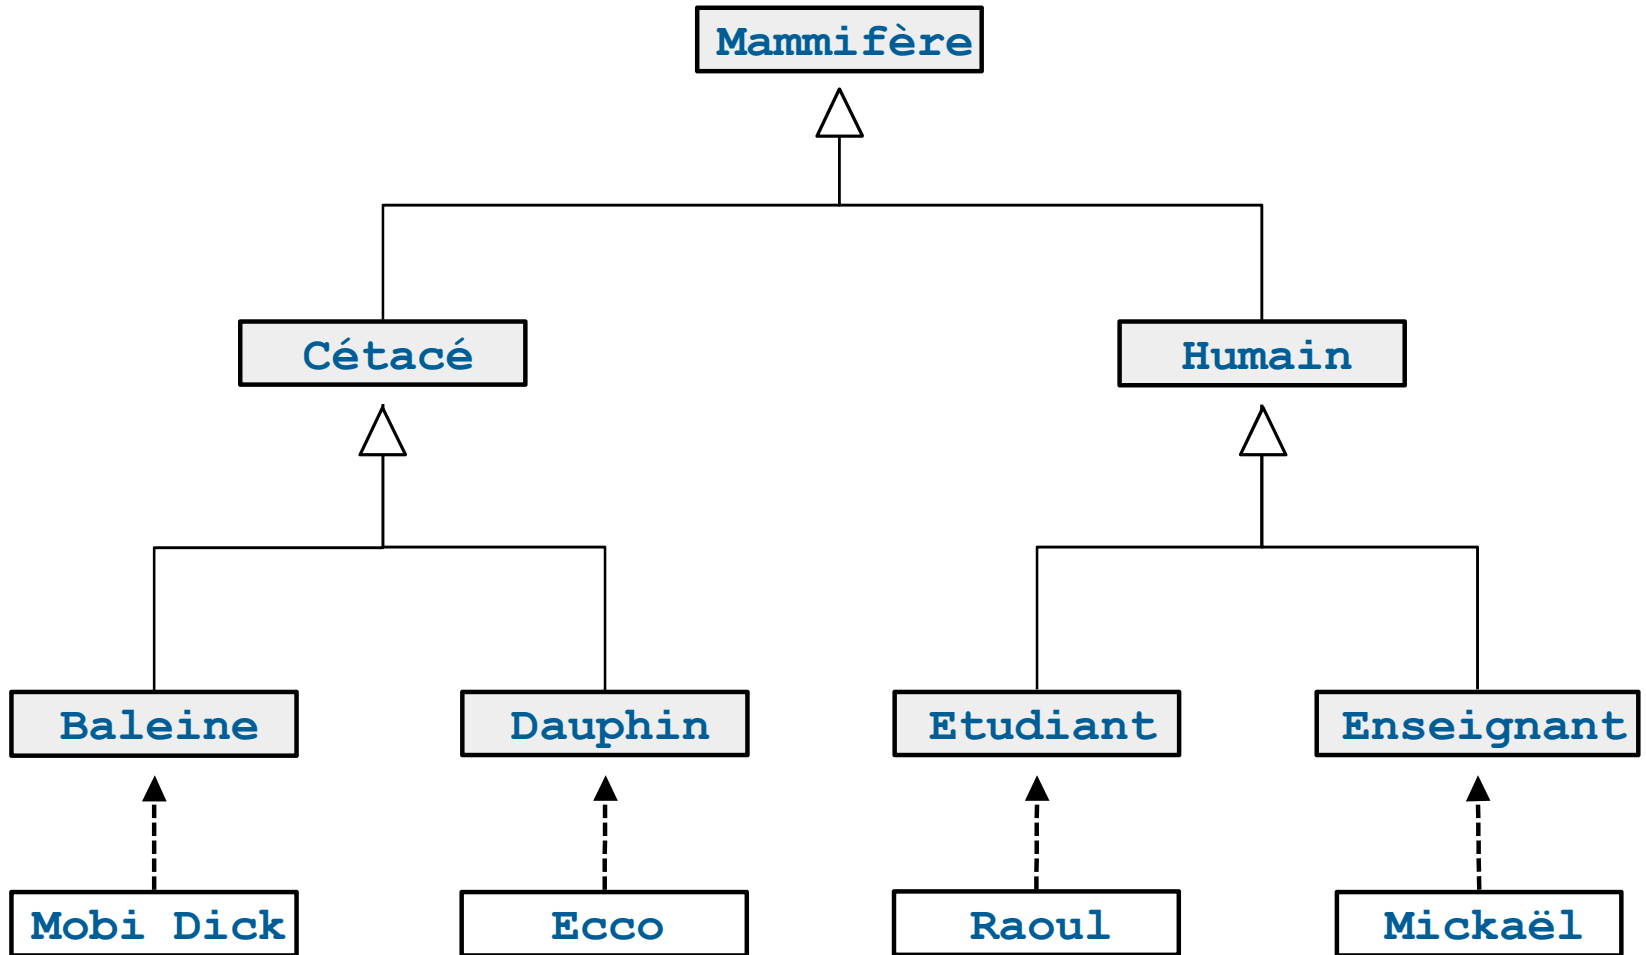 Mammifère
Cétacé
Humain
Baleine
Dauphin
Etudiant
Enseignant
Mobi Dick
Ecco
Raoul
Mickaël